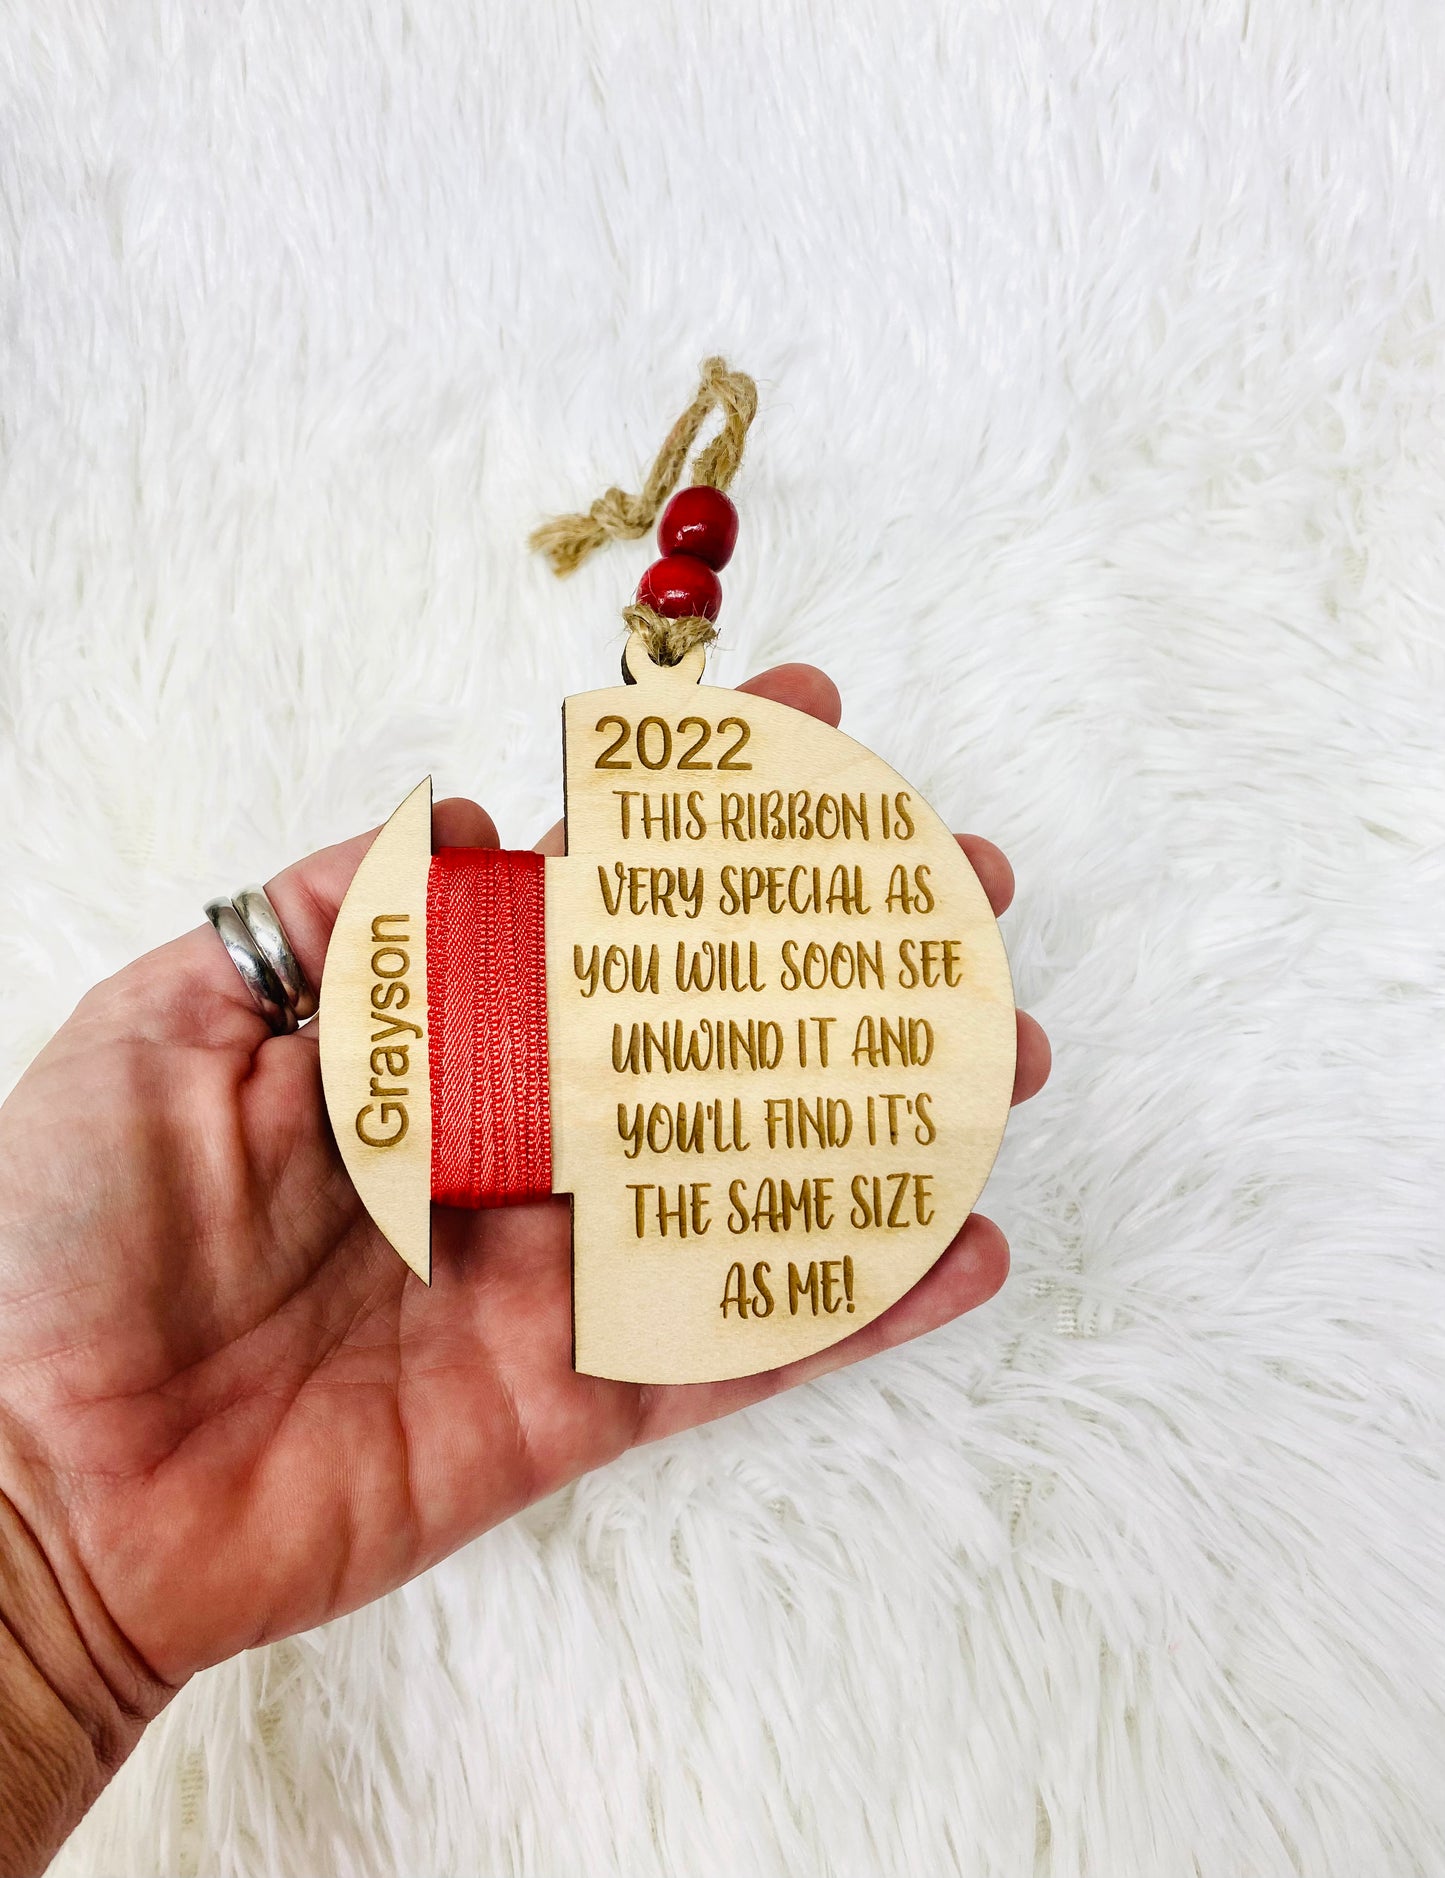 2022
THIS RIBBON IS
VERY SPECIAL AS
YOU WILL SOON SEE
UNWIND IT AND
YOU'LL FIND IT'S
THE SAME SIZE
AS ME!
Grayson